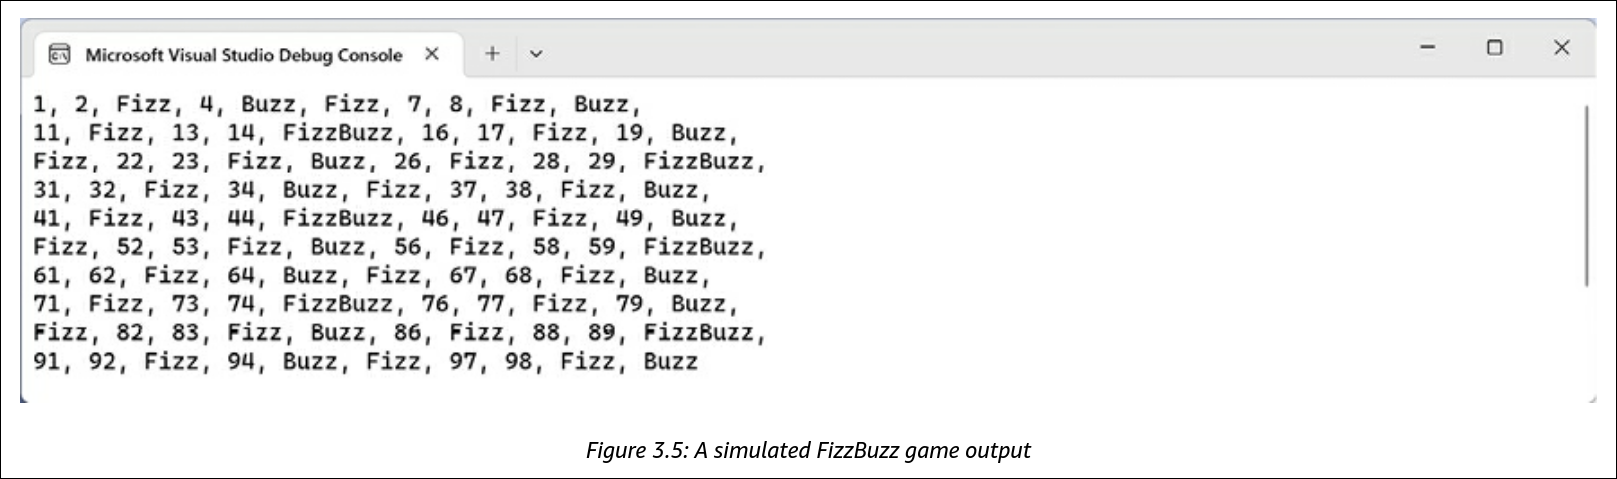 Microsoft Visual Studio Debug Console
1, 2, Fizz, 4, Buzz, Fizz, 7, 8, Fizz, Buzz,
11, Fizz, 13, 14, FizzBuzz, 16, 17, Fizz, 19, Buzz,
Fizz, 22, 23, Fizz, Buzz, 26, Fizz, 28, 29, FizzBuzz,
31, 32, Fizz, 34, Buzz, Fizz, 37, 38, Fizz, Buzz,
41, Fizz, 43, 44, FizzBuzz, 46, 47, Fizz, 49, Buzz,
Fizz, 52, 53, Fizz, Buzz, 56, Fizz, 58, 59, FizzBuzz,
61, 62, Fizz, 64, Buzz, Fizz, 67, 68, Fizz, Buzz,
71, Fizz, 73, 74, FizzBuzz, 76, 77, Fizz, 79, Buzz,
Fizz, 82, 83, Fizz, Buzz, 86, Fizz, 88, 89, FizzBuzz,
91, 92, Fizz, 94, Buzz, Fizz, 97, 98, Fizz, Buzz
Figure 3.5: A simulated FizzBuzz game output